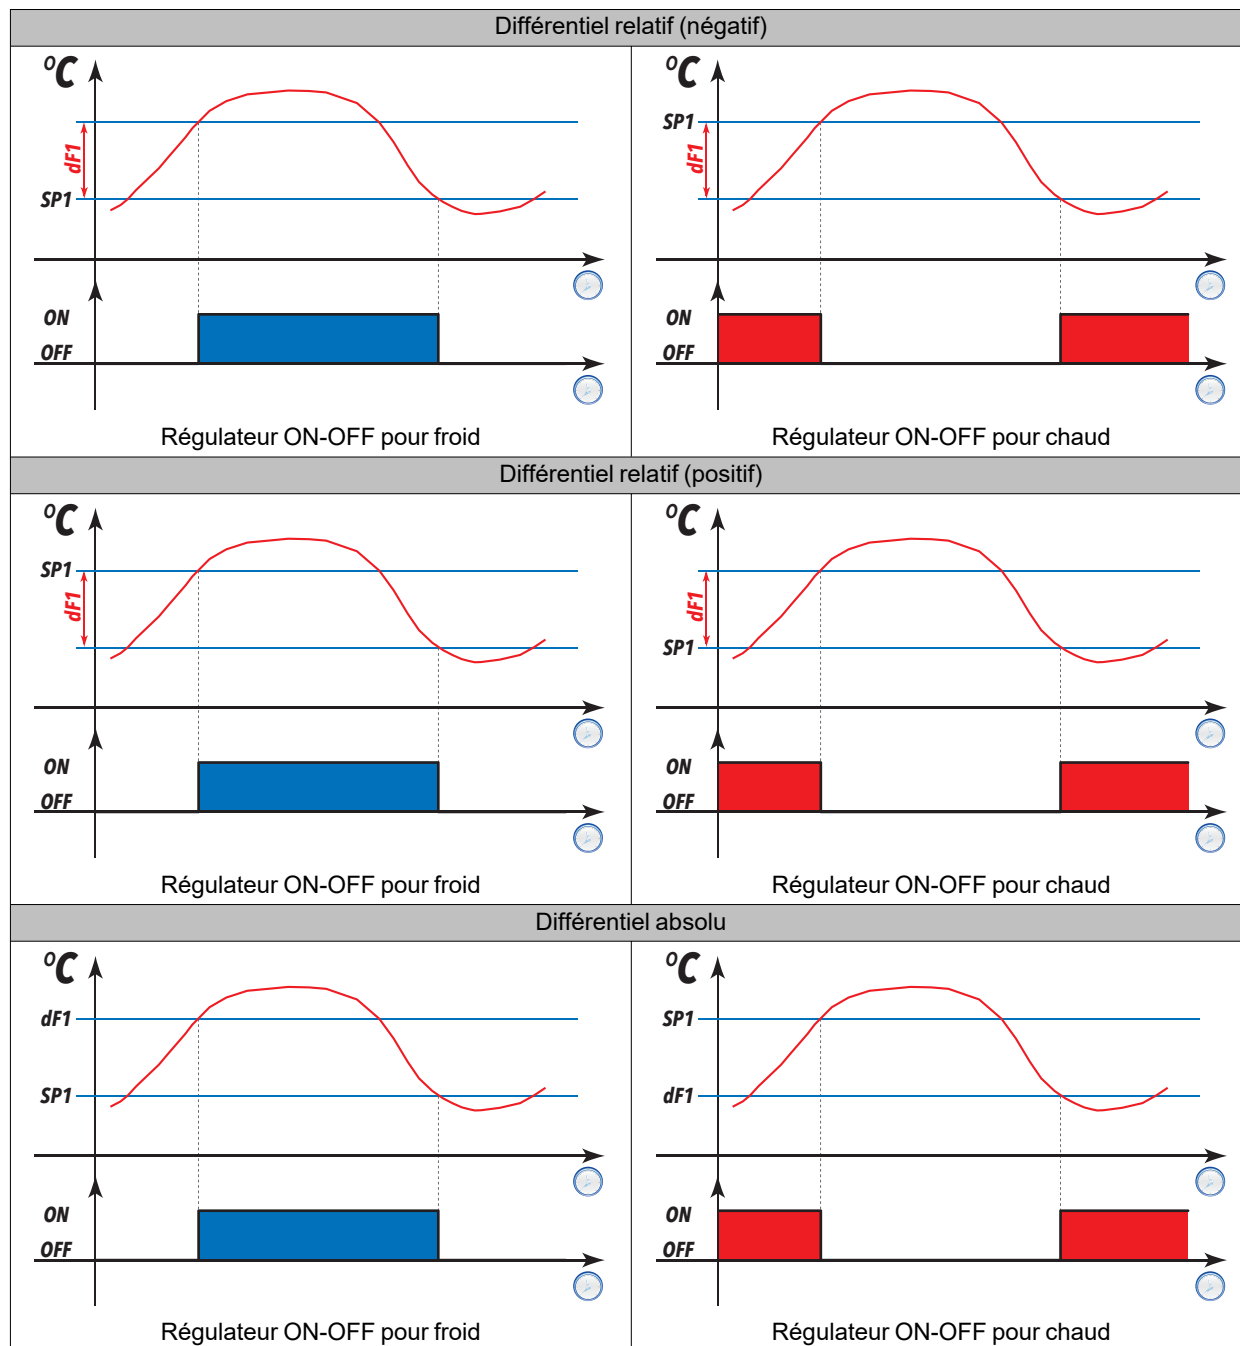 Différentiel relatif (négatif)
°C
dF1
SP1
ON
OFF
Régulateur ON-OFF pour froid
°C
SP1
dF1
ON
OFF
Régulateur ON-OFF pour chaud
Différentiel relatif (positif)
°C
SP1
dF1
ON
OFF
Régulateur ON-OFF pour froid
°C
dF1
SP1
ON
OFF
Régulateur ON-OFF pour chaud
Différentiel absolu
°C
dF1
SP1
ON
OFF
Régulateur ON-OFF pour froid
°C
SP1
dF1
ON
OFF
Régulateur ON-OFF pour chaud